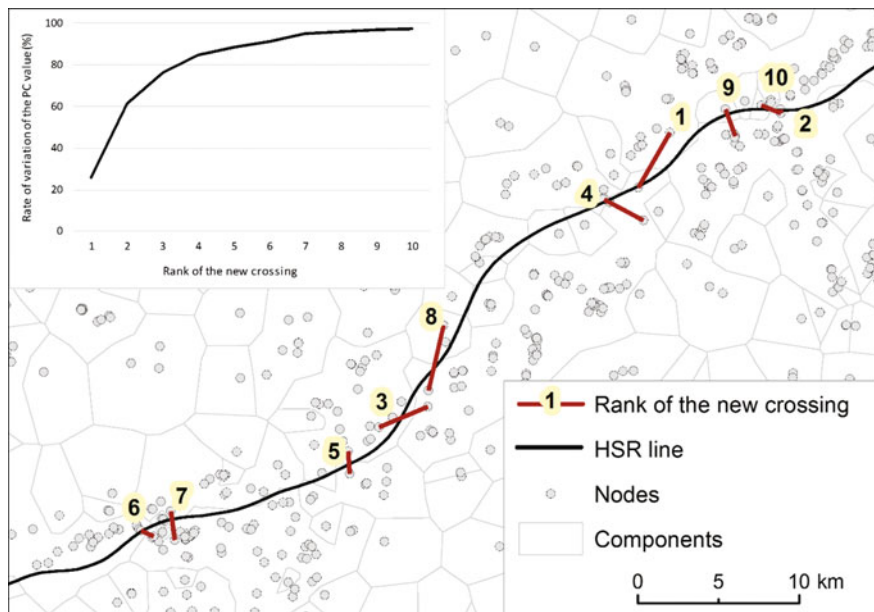 100
80
60
40
20
0
Rate of variation of the PC value (%)
1 2 3 4 5 6 7 8 9 10
Rank of the new crossing
9 10
1 2
4
8
3
5
7
6
1 Rank of the new crossing
HSR line
Nodes
Components
0 5 10 km